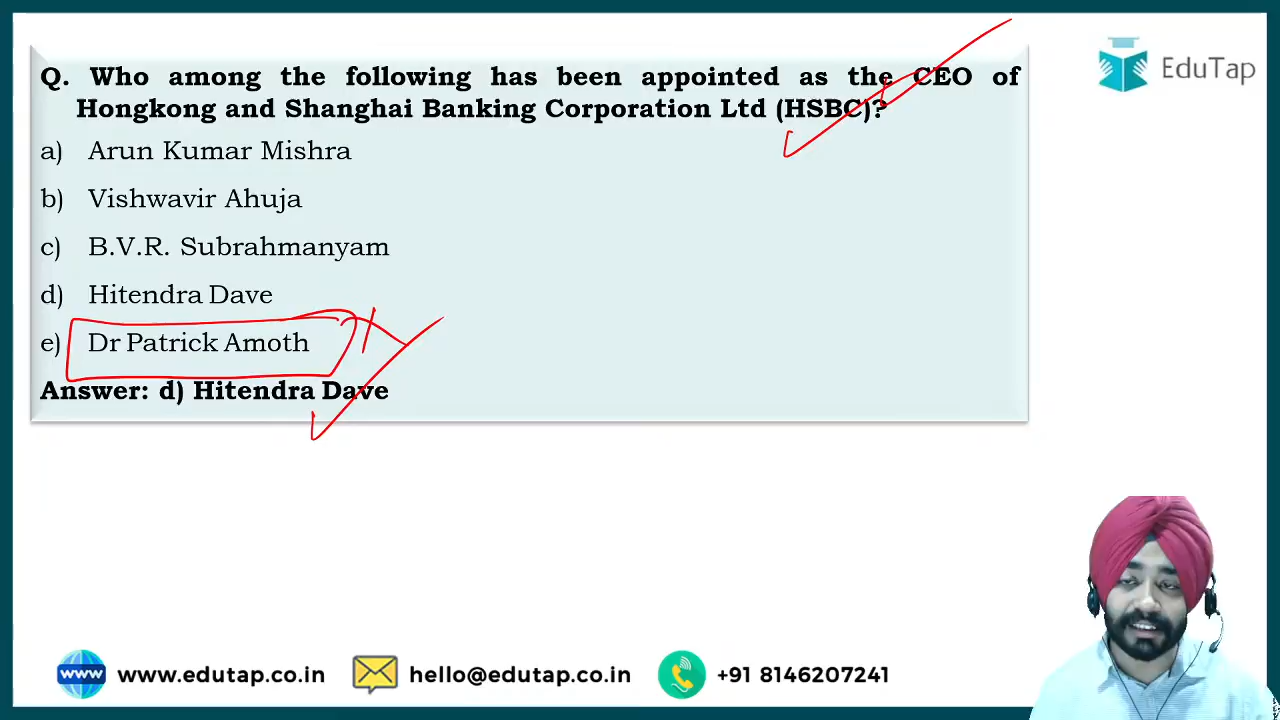 Q. Who among the following has been appointed as the CEO of
Hongkong and Shanghai Banking Corporation Ltd (HSBC)?
a) Arun Kumar Mishra
b) Vishwavir Ahuja
c) B.V.R. Subrahmanyam
d) Hitendra Dave
e) Dr Patrick Amoth
Answer: d) Hitendra Dave
EduTap
www www.edutap.co.in hello@edutap.co.in +91 8146207241